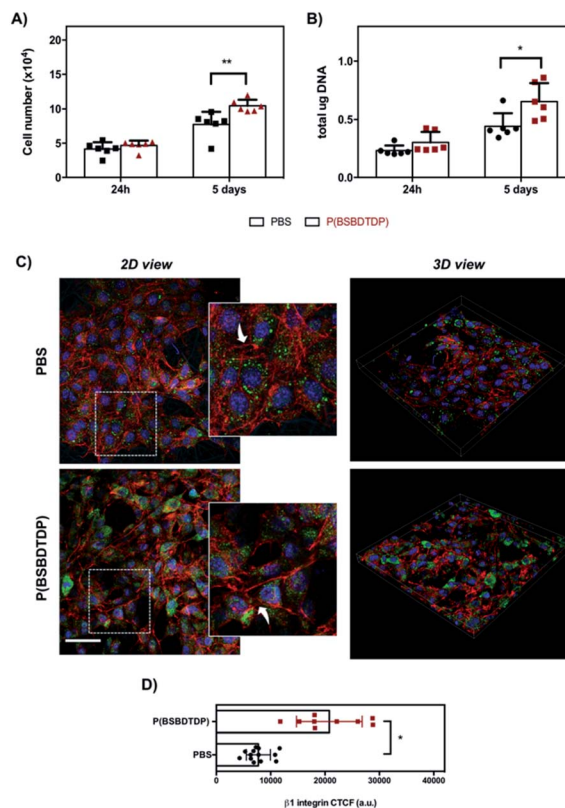 A)
Cell number (x10⁴)
25
20
15
10
5
0
**
24h
5 days
B)
total ug DNA
1.0
0.5
0.0
*
24h
5 days
PBS
P(BSBDTDP)
C)
2D view
3D view
PBS
P(BSBDTDP)
D)
P(BSBDTDP)
PBS
*
0
10000
20000
30000
40000
β1 integrin CTCF (a.u.)